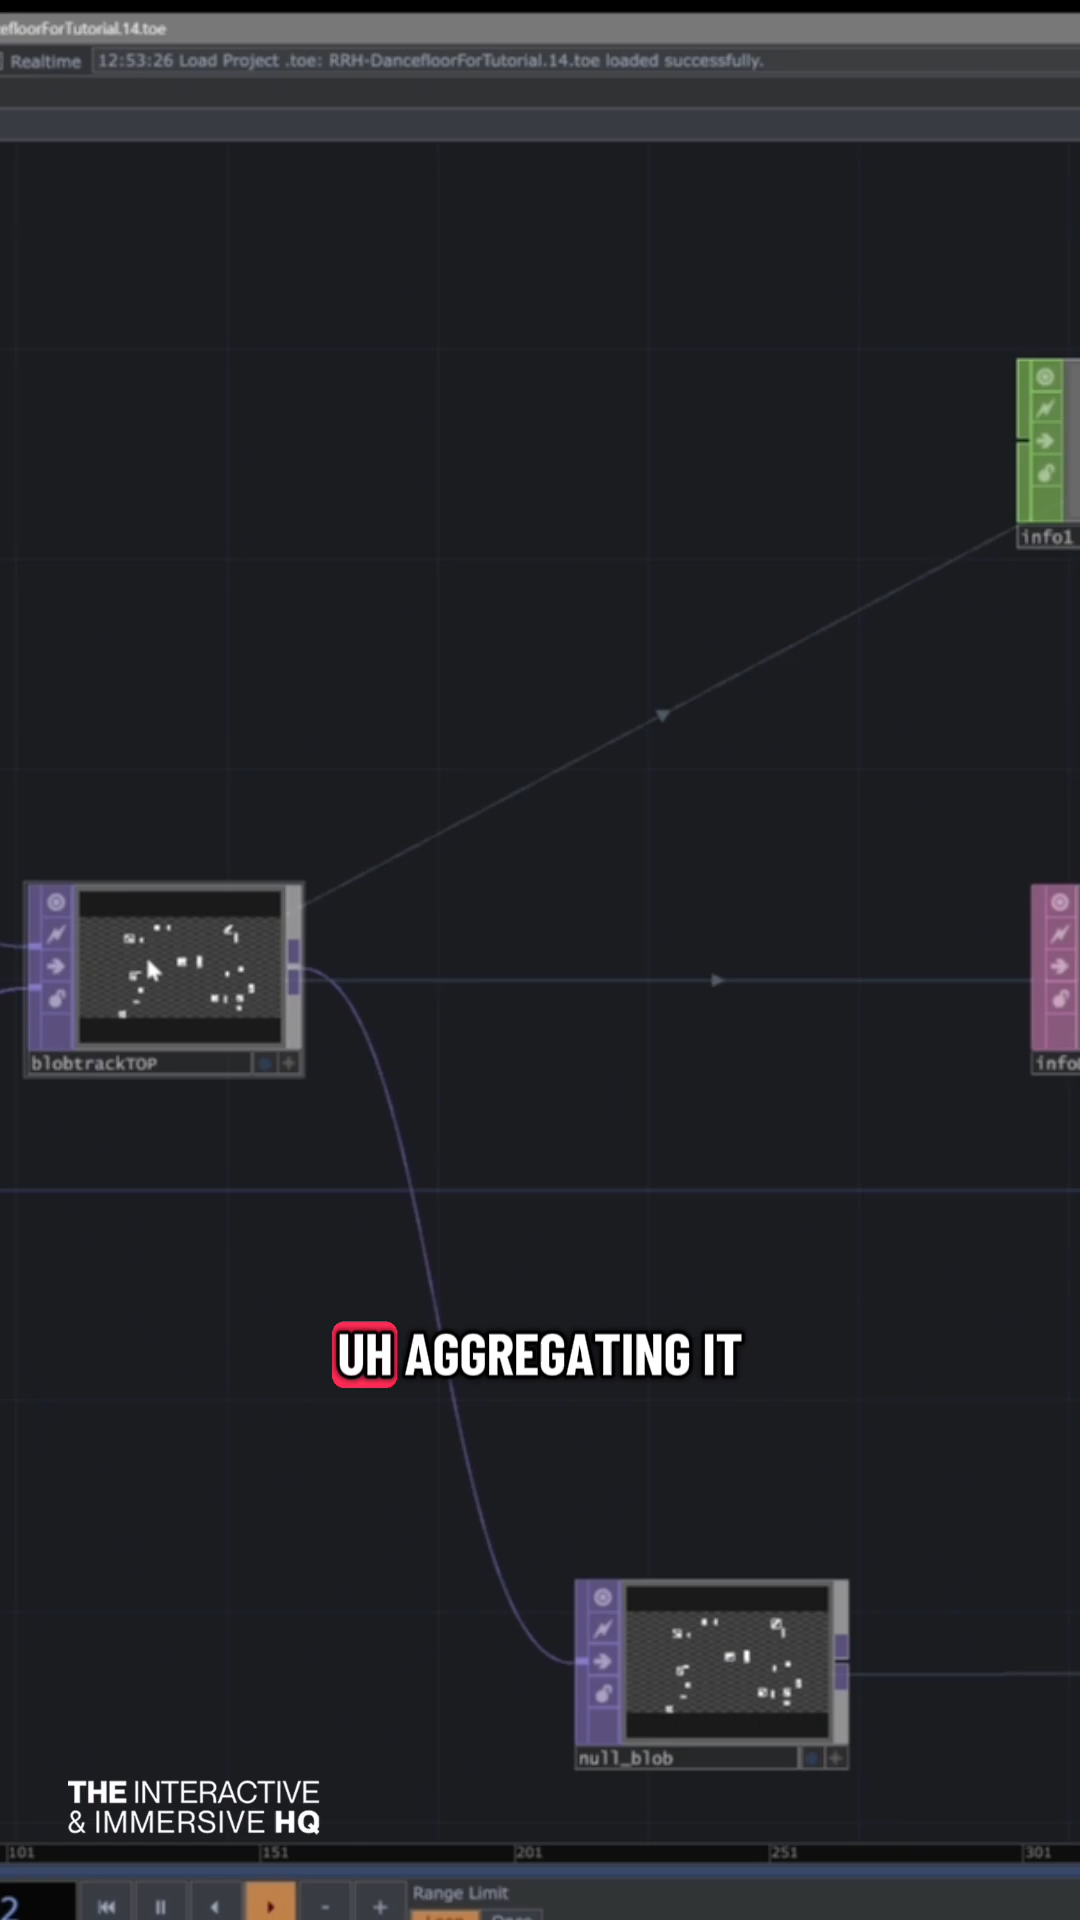 efloorForTutorial.14.toe
Realtime
12:53:26 Load Project .toe: RRH-DancefloorForTutorial.14.toe loaded successfully.
info1
blobtrackTOP
UH AGGREGATING IT
null_blob
THE INTERACTIVE
& IMMERSIVE HQ
101 151 201 251 301
2
Range Limit